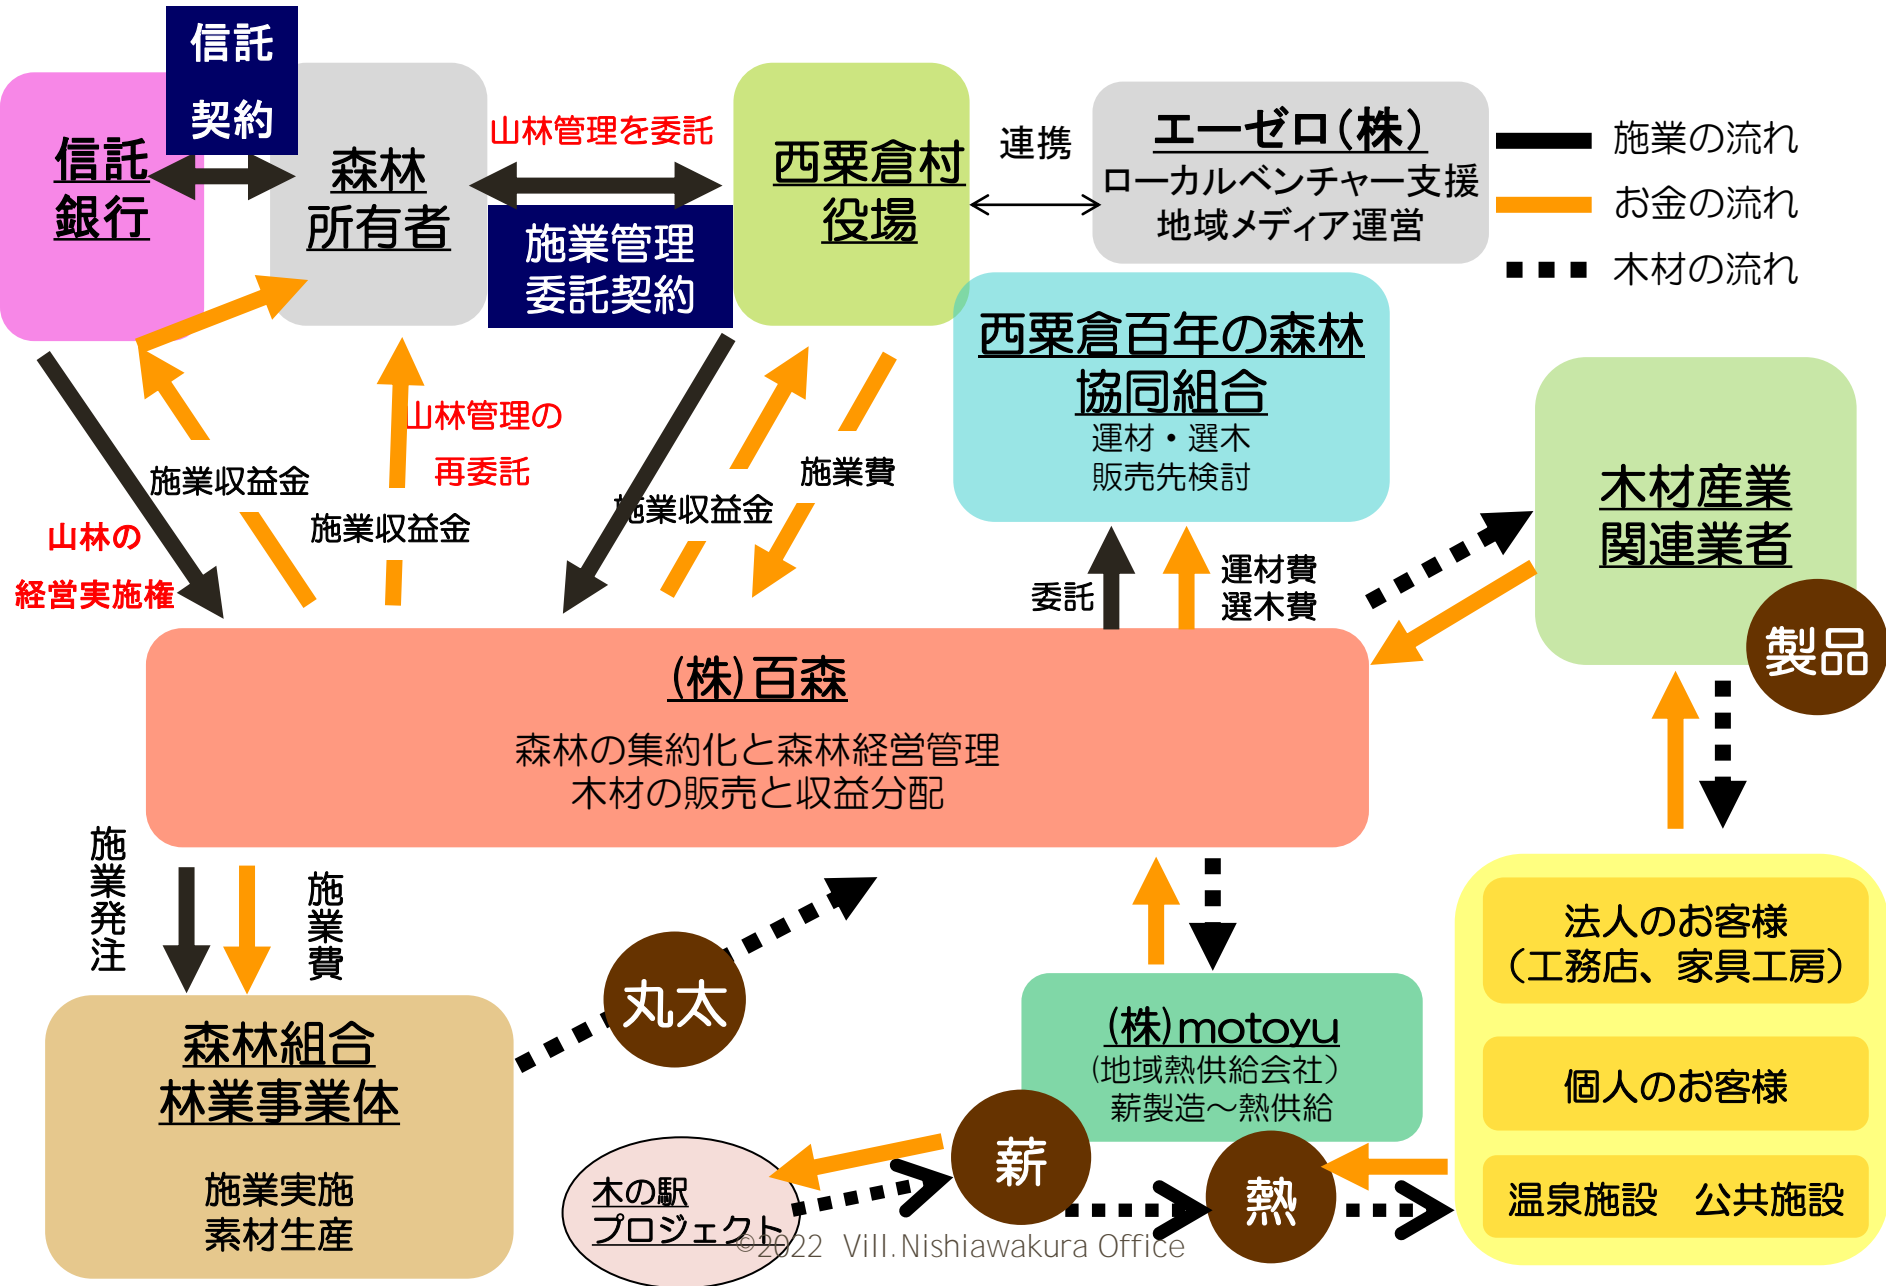 信託
契約
信託
銀行
森林
所有者
山林管理を委託
施業管理
委託契約
西粟倉村
役場
連携
エーゼロ(株)
ローカルベンチャー支援
地域メディア運営
施業の流れ
お金の流れ
木材の流れ
西粟倉百年の森林
協同組合
運材・選木
販売先検討
木材産業
関連業者
製品
山林管理の
再委託
施業収益金
施業収益金
施業収益金
施業費
山林の
経営実施権
委託
運材費
選木費
(株)百森
森林の集約化と森林経営管理
木材の販売と収益分配
施業発注
施業費
丸太
森林組合
林業事業体
施業実施
素材生産
(株)motoyu
(地域熱供給会社)
薪製造～熱供給
薪
熱
木の駅
プロジェクト
法人のお客様
(工務店、家具工房)
個人のお客様
温泉施設　公共施設
©2022 Vill.Nishiawakura Office